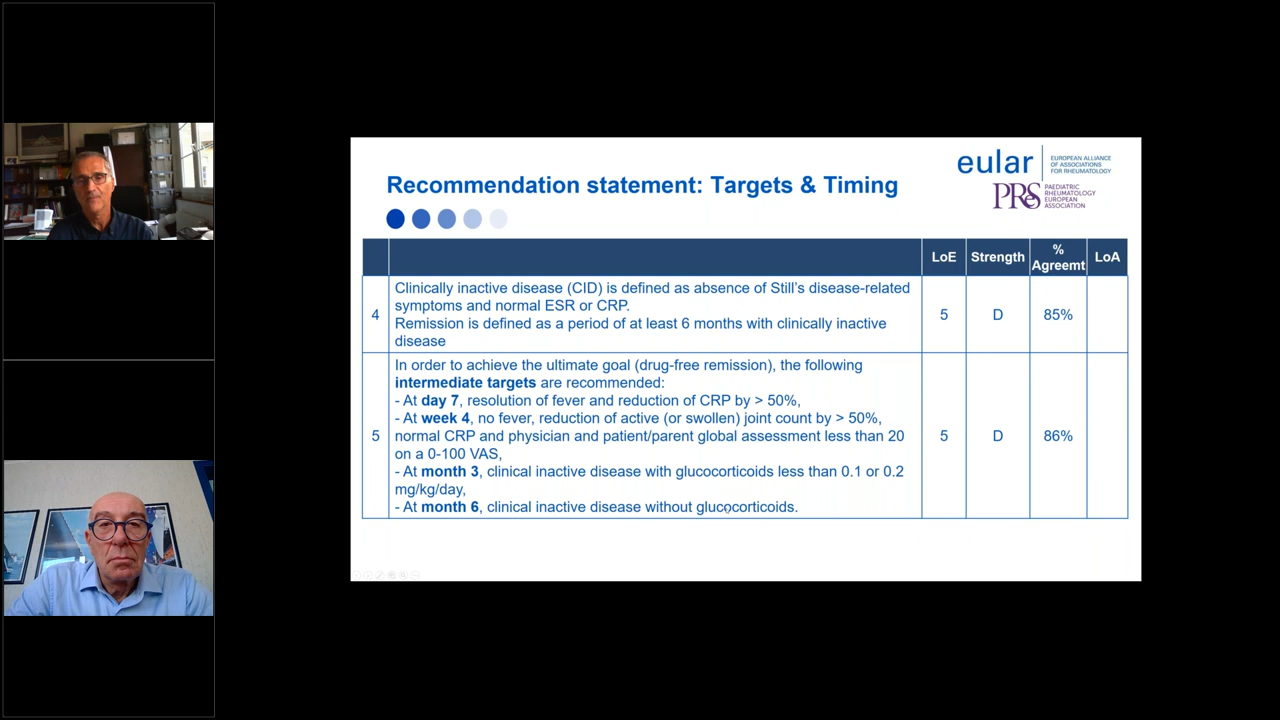 eular
EUROPEAN ALLIANCE
OF ASSOCIATIONS
FOR RHEUMATOLOGY
PReS
PAEDIATRIC
RHEUMATOLOGY
EUROPEAN
ASSOCIATION
Recommendation statement: Targets & Timing
LoE
Strength
%
Agreemt
LoA
4
Clinically inactive disease (CID) is defined as absence of Still's disease-related
symptoms and normal ESR or CRP.
Remission is defined as a period of at least 6 months with clinically inactive
disease
5
D
85%
5
In order to achieve the ultimate goal (drug-free remission), the following
intermediate targets are recommended:
- At day 7, resolution of fever and reduction of CRP by > 50%,
- At week 4, no fever, reduction of active (or swollen) joint count by > 50%,
normal CRP and physician and patient/parent global assessment less than 20
on a 0-100 VAS,
- At month 3, clinical inactive disease with glucocorticoids less than 0.1 or 0.2
mg/kg/day,
- At month 6, clinical inactive disease without glucocorticoids.
5
D
86%